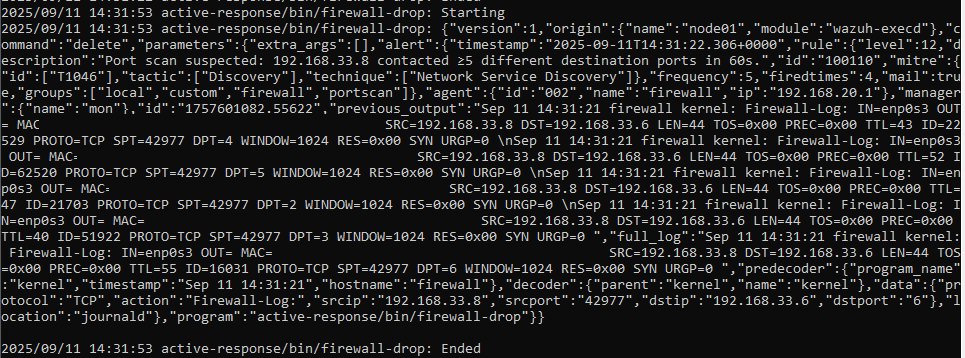 2025/09/11 14:31:53 active-response/bin/firewall-drop: Starting
2025/09/11 14:31:53 active-response/bin/firewall-drop: {"version":1,"origin":{"name":"node01","module":"wazuh-execd"},"c
ommand":"delete","parameters":{"extra_args":[],"alert":{"timestamp":"2025-09-11T14:31:22.306+0000","rule":{"level":12,"d
escription":"Port scan suspected: 192.168.33.8 contacted ≥5 different destination ports in 60s.","id":"100110","mitre":{
"id":["T1046"],"tactic":["Discovery"],"technique":["Network Service Discovery"]},"frequency":5,"firedtimes":4,"mail":tru
e,"groups":["local","custom","firewall","portscan"]},"agent":{"id":"002","name":"firewall","ip":"192.168.20.1"},"manager
":{"name":"mon"},"id":"1757601082.55622","previous_output":"Sep 11 14:31:21 firewall kernel: Firewall-Log: IN=enp0s3 OUT
= MAC SRC=192.168.33.8 DST=192.168.33.6 LEN=44 TOS=0x00 PREC=0x00 TTL=43 ID=22
529 PROTO=TCP SPT=42977 DPT=4 WINDOW=1024 RES=0x00 SYN URGP=0 \nSep 11 14:31:21 firewall kernel: Firewall-Log: IN=enp0s3
OUT= MAC= SRC=192.168.33.8 DST=192.168.33.6 LEN=44 TOS=0x00 PREC=0x00 TTL=52 I
D=62520 PROTO=TCP SPT=42977 DPT=5 WINDOW=1024 RES=0x00 SYN URGP=0 \nSep 11 14:31:21 firewall kernel: Firewall-Log: IN=en
p0s3 OUT= MAC= SRC=192.168.33.8 DST=192.168.33.6 LEN=44 TOS=0x00 PREC=0x00 TTL=
47 ID=21703 PROTO=TCP SPT=42977 DPT=2 WINDOW=1024 RES=0x00 SYN URGP=0 \nSep 11 14:31:21 firewall kernel: Firewall-Log: I
N=enp0s3 OUT= MAC= SRC=192.168.33.8 DST=192.168.33.6 LEN=44 TOS=0x00 PREC=0x00
TTL=40 ID=51922 PROTO=TCP SPT=42977 DPT=3 WINDOW=1024 RES=0x00 SYN URGP=0 ","full_log":"Sep 11 14:31:21 firewall kernel:
Firewall-Log: IN=enp0s3 OUT= MAC= SRC=192.168.33.8 DST=192.168.33.6 LEN=44 TOS
=0x00 PREC=0x00 TTL=55 ID=16031 PROTO=TCP SPT=42977 DPT=6 WINDOW=1024 RES=0x00 SYN URGP=0 ","predecoder":{"program_name"
:"kernel","timestamp":"Sep 11 14:31:21","hostname":"firewall"},"decoder":{"parent":"kernel","name":"kernel"},"data":{"pr
otocol":"TCP","action":"Firewall-Log:","srcip":"192.168.33.8","srcport":"42977","dstip":"192.168.33.6","dstport":"6"},"l
ocation":"journald"},"program":"active-response/bin/firewall-drop"}}
2025/09/11 14:31:53 active-response/bin/firewall-drop: Ended